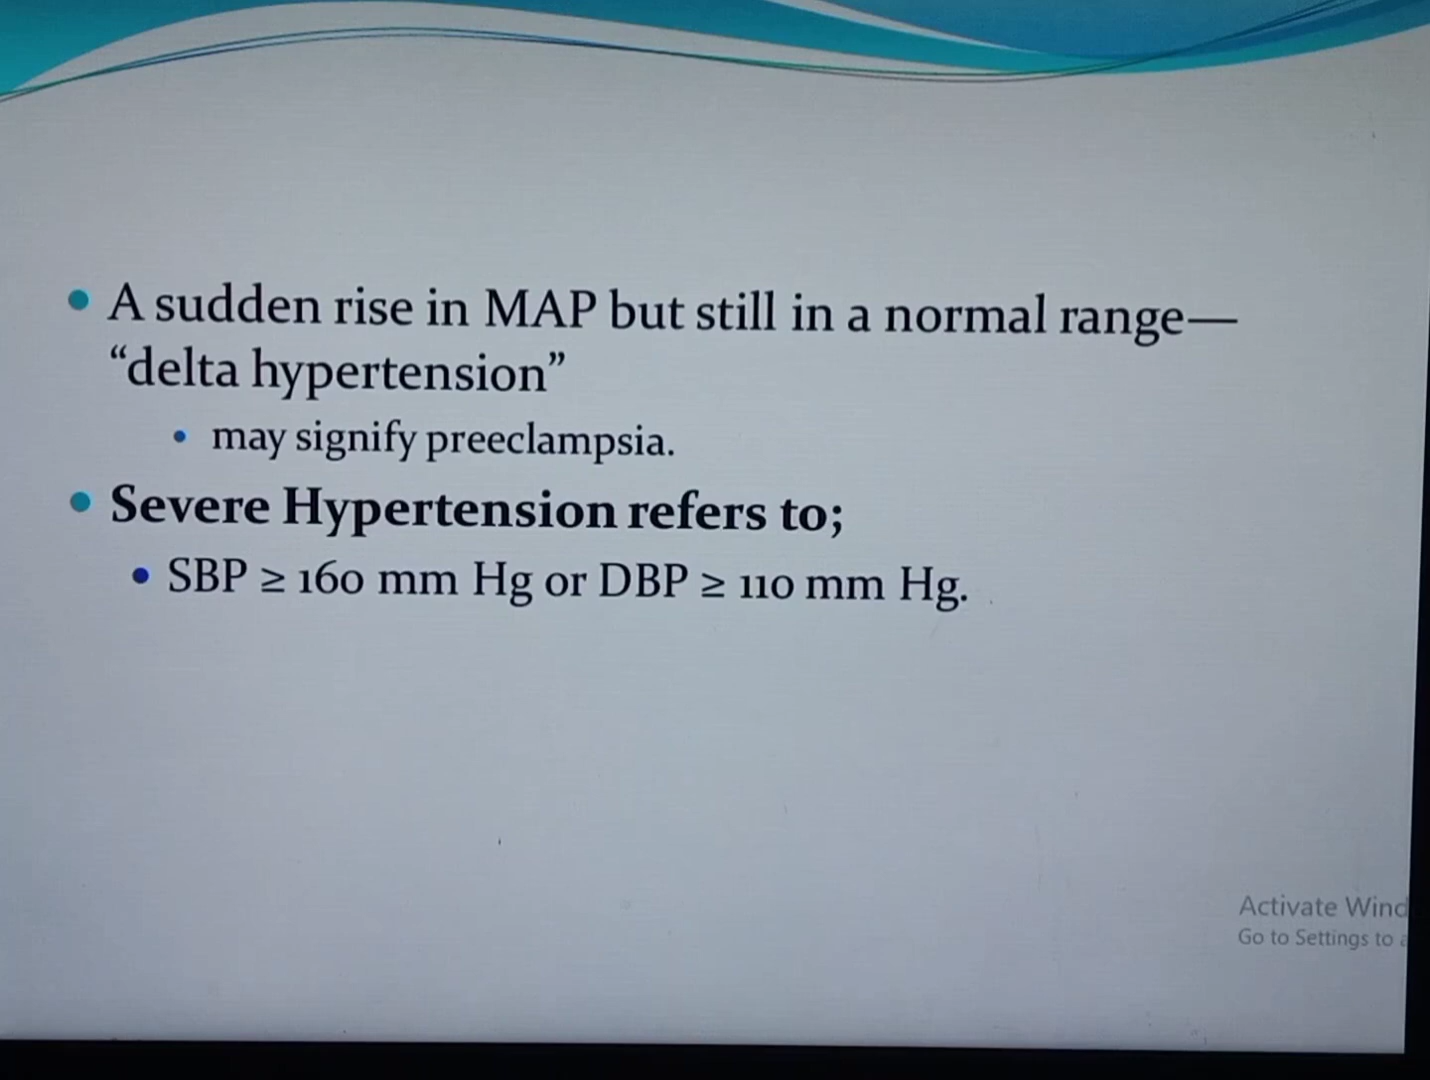 A sudden rise in MAP but still in a normal range—
“delta hypertension”
may signify preeclampsia.
Severe Hypertension refers to;
SBP ≥ 160 mm Hg or DBP ≥ 110 mm Hg.
Activate Wind
Go to Settings to a